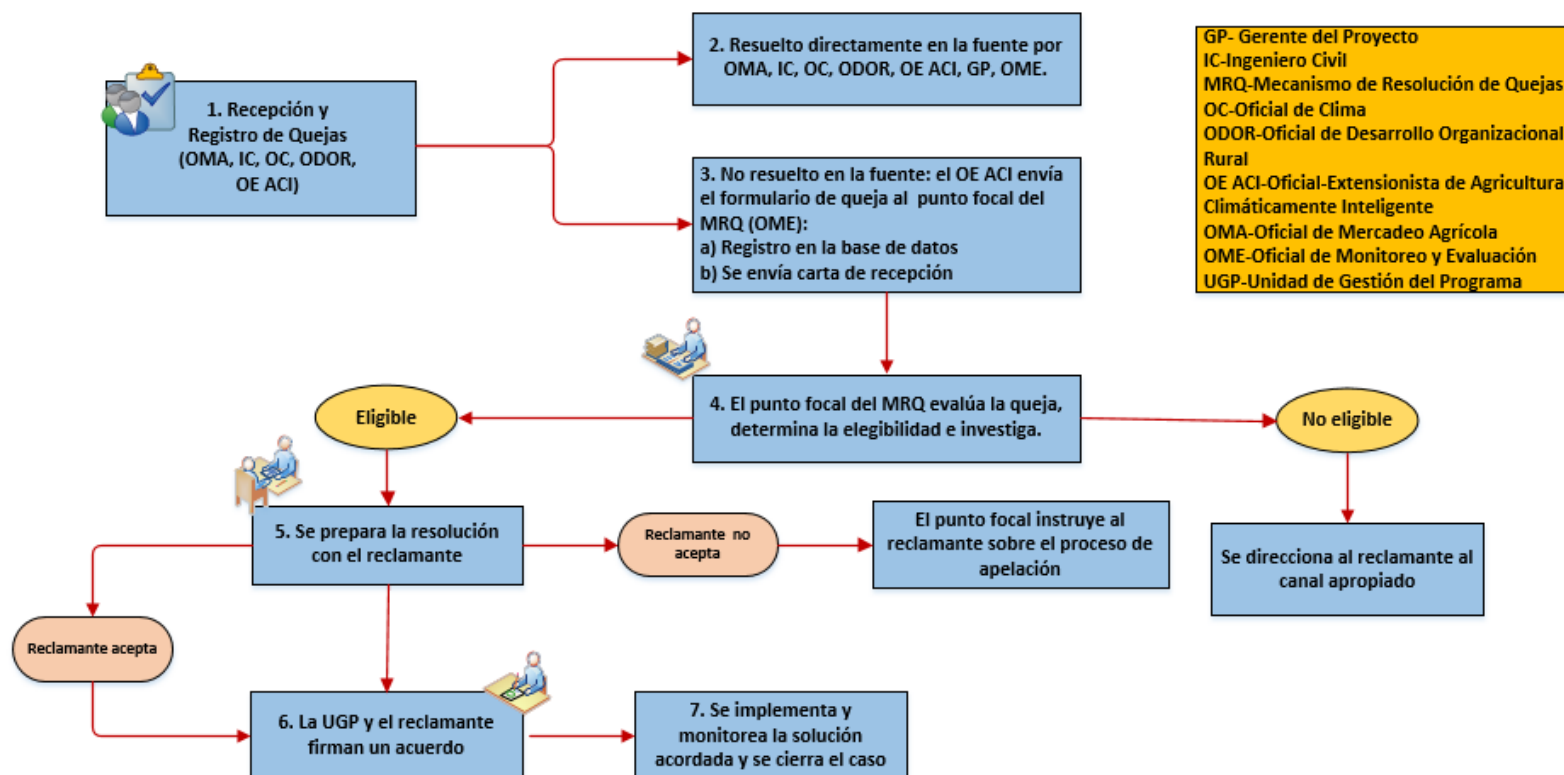 1. Recepción y
Registro de Quejas
(OMA, IC, OC, ODOR,
OE ACI)
2. Resuelto directamente en la fuente por
OMA, IC, OC, ODOR, OE ACI, GP, OME.
3. No resuelto en la fuente: el OE ACI envía
el formulario de queja al punto focal del
MRQ (OME):
a) Registro en la base de datos
b) Se envía carta de recepción
GP- Gerente del Proyecto
IC-Ingeniero Civil
MRQ-Mecanismo de Resolución de Quejas
OC-Oficial de Clima
ODOR-Oficial de Desarrollo Organizacional
Rural
OE ACI-Oficial-Extensionista de Agricultura
Climáticamente Inteligente
OMA-Oficial de Mercadeo Agrícola
OME-Oficial de Monitoreo y Evaluación
UGP-Unidad de Gestión del Programa
4. El punto focal del MRQ evalúa la queja,
determina la elegibilidad e investiga.
Eligible
No eligible
5. Se prepara la resolución
con el reclamante
Reclamante no
acepta
El punto focal instruye al
reclamante sobre el proceso de
apelación
Se direcciona al reclamante al
canal apropiado
Reclamante acepta
6. La UGP y el reclamante
firman un acuerdo
7. Se implementa y
monitorea la solución
acordada y se cierra el caso